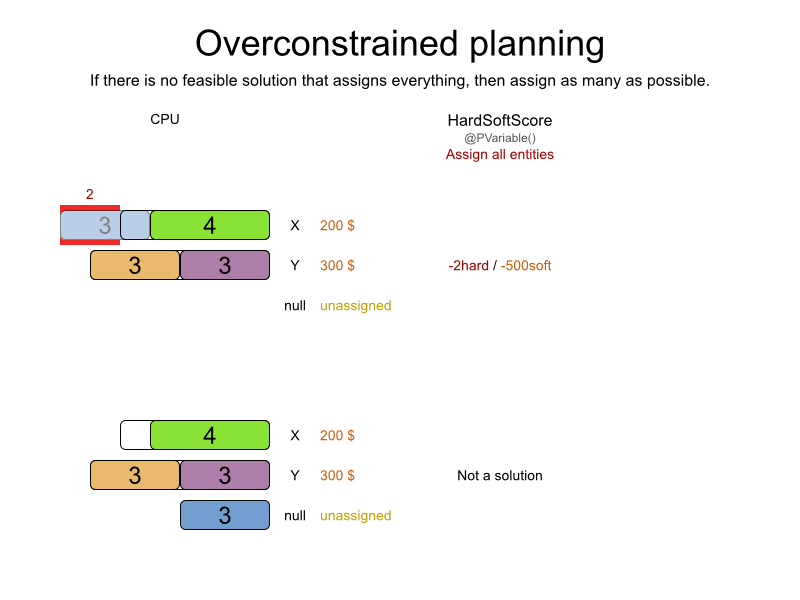 Overconstrained planning
If there is no feasible solution that assigns everything, then assign as many as possible.
CPU
HardSoftScore
@PVariable()
Assign all entities
2
3 4 X 200 $
3 3 Y 300 $ -2hard / -500soft
null unassigned
4 X 200 $
3 3 Y 300 $ Not a solution
3 null unassigned